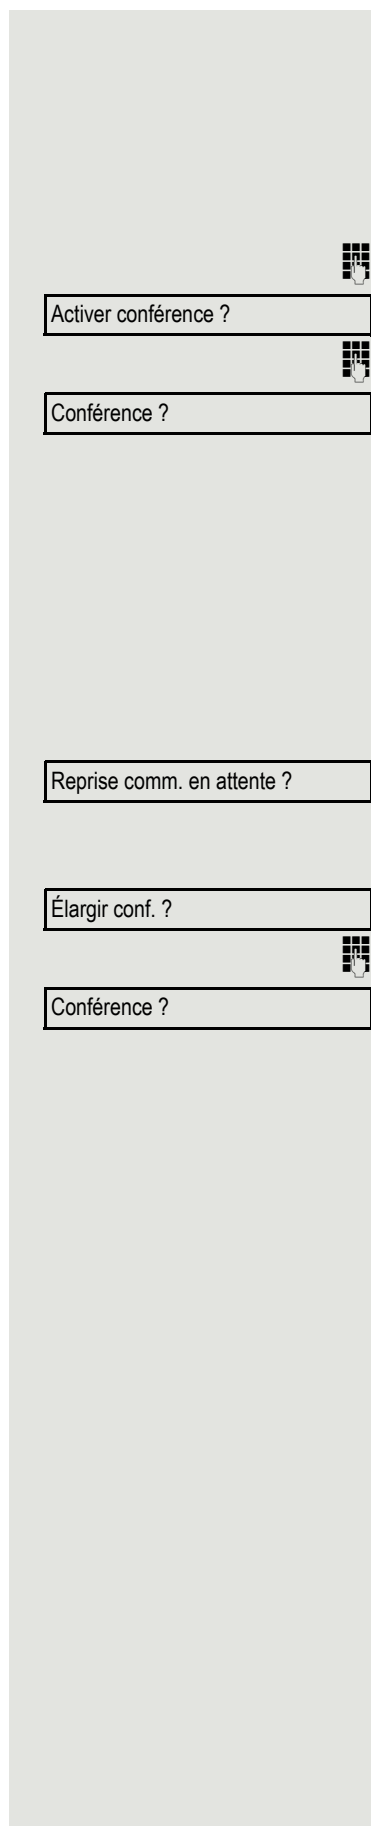 Activer conférence ?
Conférence ?
Reprise comm. en attente ?
Élargir conf. ?
Conférence ?